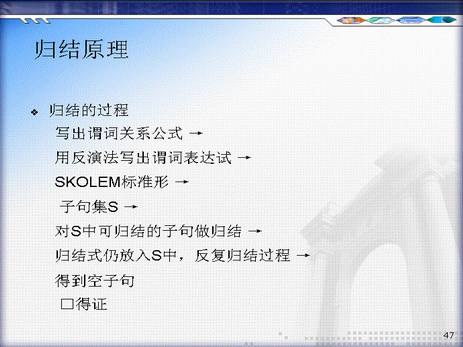 归结原理
❖ 归结的过程
写出谓词关系公式 →
用反演法写出谓词表达试 →
SKOLEM标准形 →
子句集S →
对S中可归结的子句做归结 →
归结式仍放入S中，反复归结过程 →
得到空子句
□得证
47